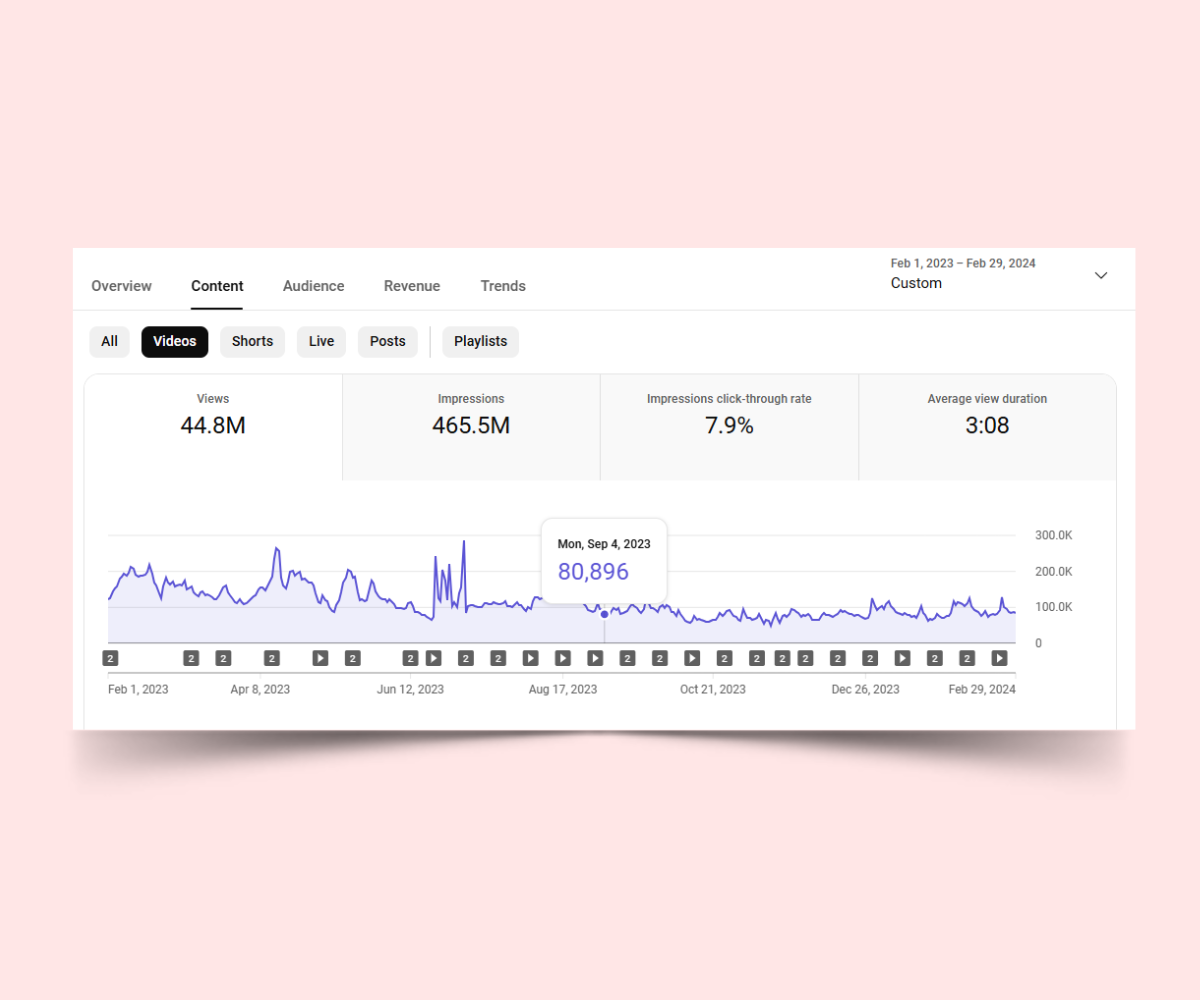 Feb 1, 2023 – Feb 29, 2024
Custom
Overview Content Audience Revenue Trends
All Videos Shorts Live Posts Playlists
Views Impressions Impressions click-through rate Average view duration
44.8M 465.5M 7.9% 3:08
Mon, Sep 4, 2023
80,896
300.0K
200.0K
100.0K
0
2 2 2 2 2 2 2 2 2 2 2 2 2 2 2 2 2 2
Feb 1, 2023 Apr 8, 2023 Jun 12, 2023 Aug 17, 2023 Oct 21, 2023 Dec 26, 2023 Feb 29, 2024